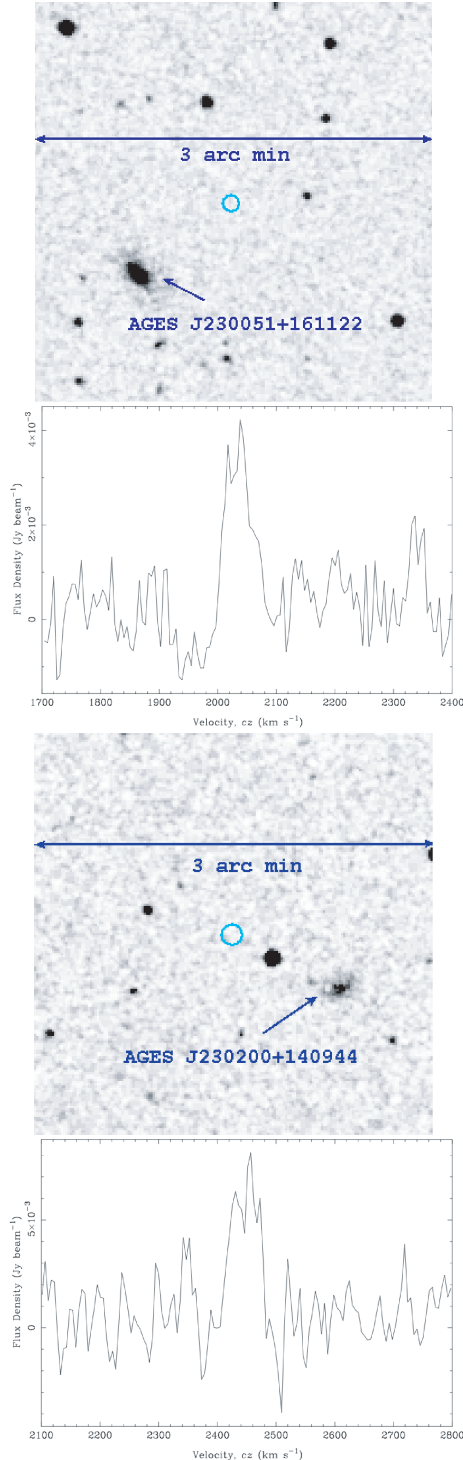 3 arc min
AGES J230051+161122
4×10⁻³
2×10⁻³
0
Flux Density (Jy beam⁻¹)
1700 1800 1900 2000 2100 2200 2300 2400
Velocity, cz (km s⁻¹)
3 arc min
AGES J230200+140944
5×10⁻³
0
Flux Density (Jy beam⁻¹)
2100 2200 2300 2400 2500 2600 2700 2800
Velocity, cz (km s⁻¹)